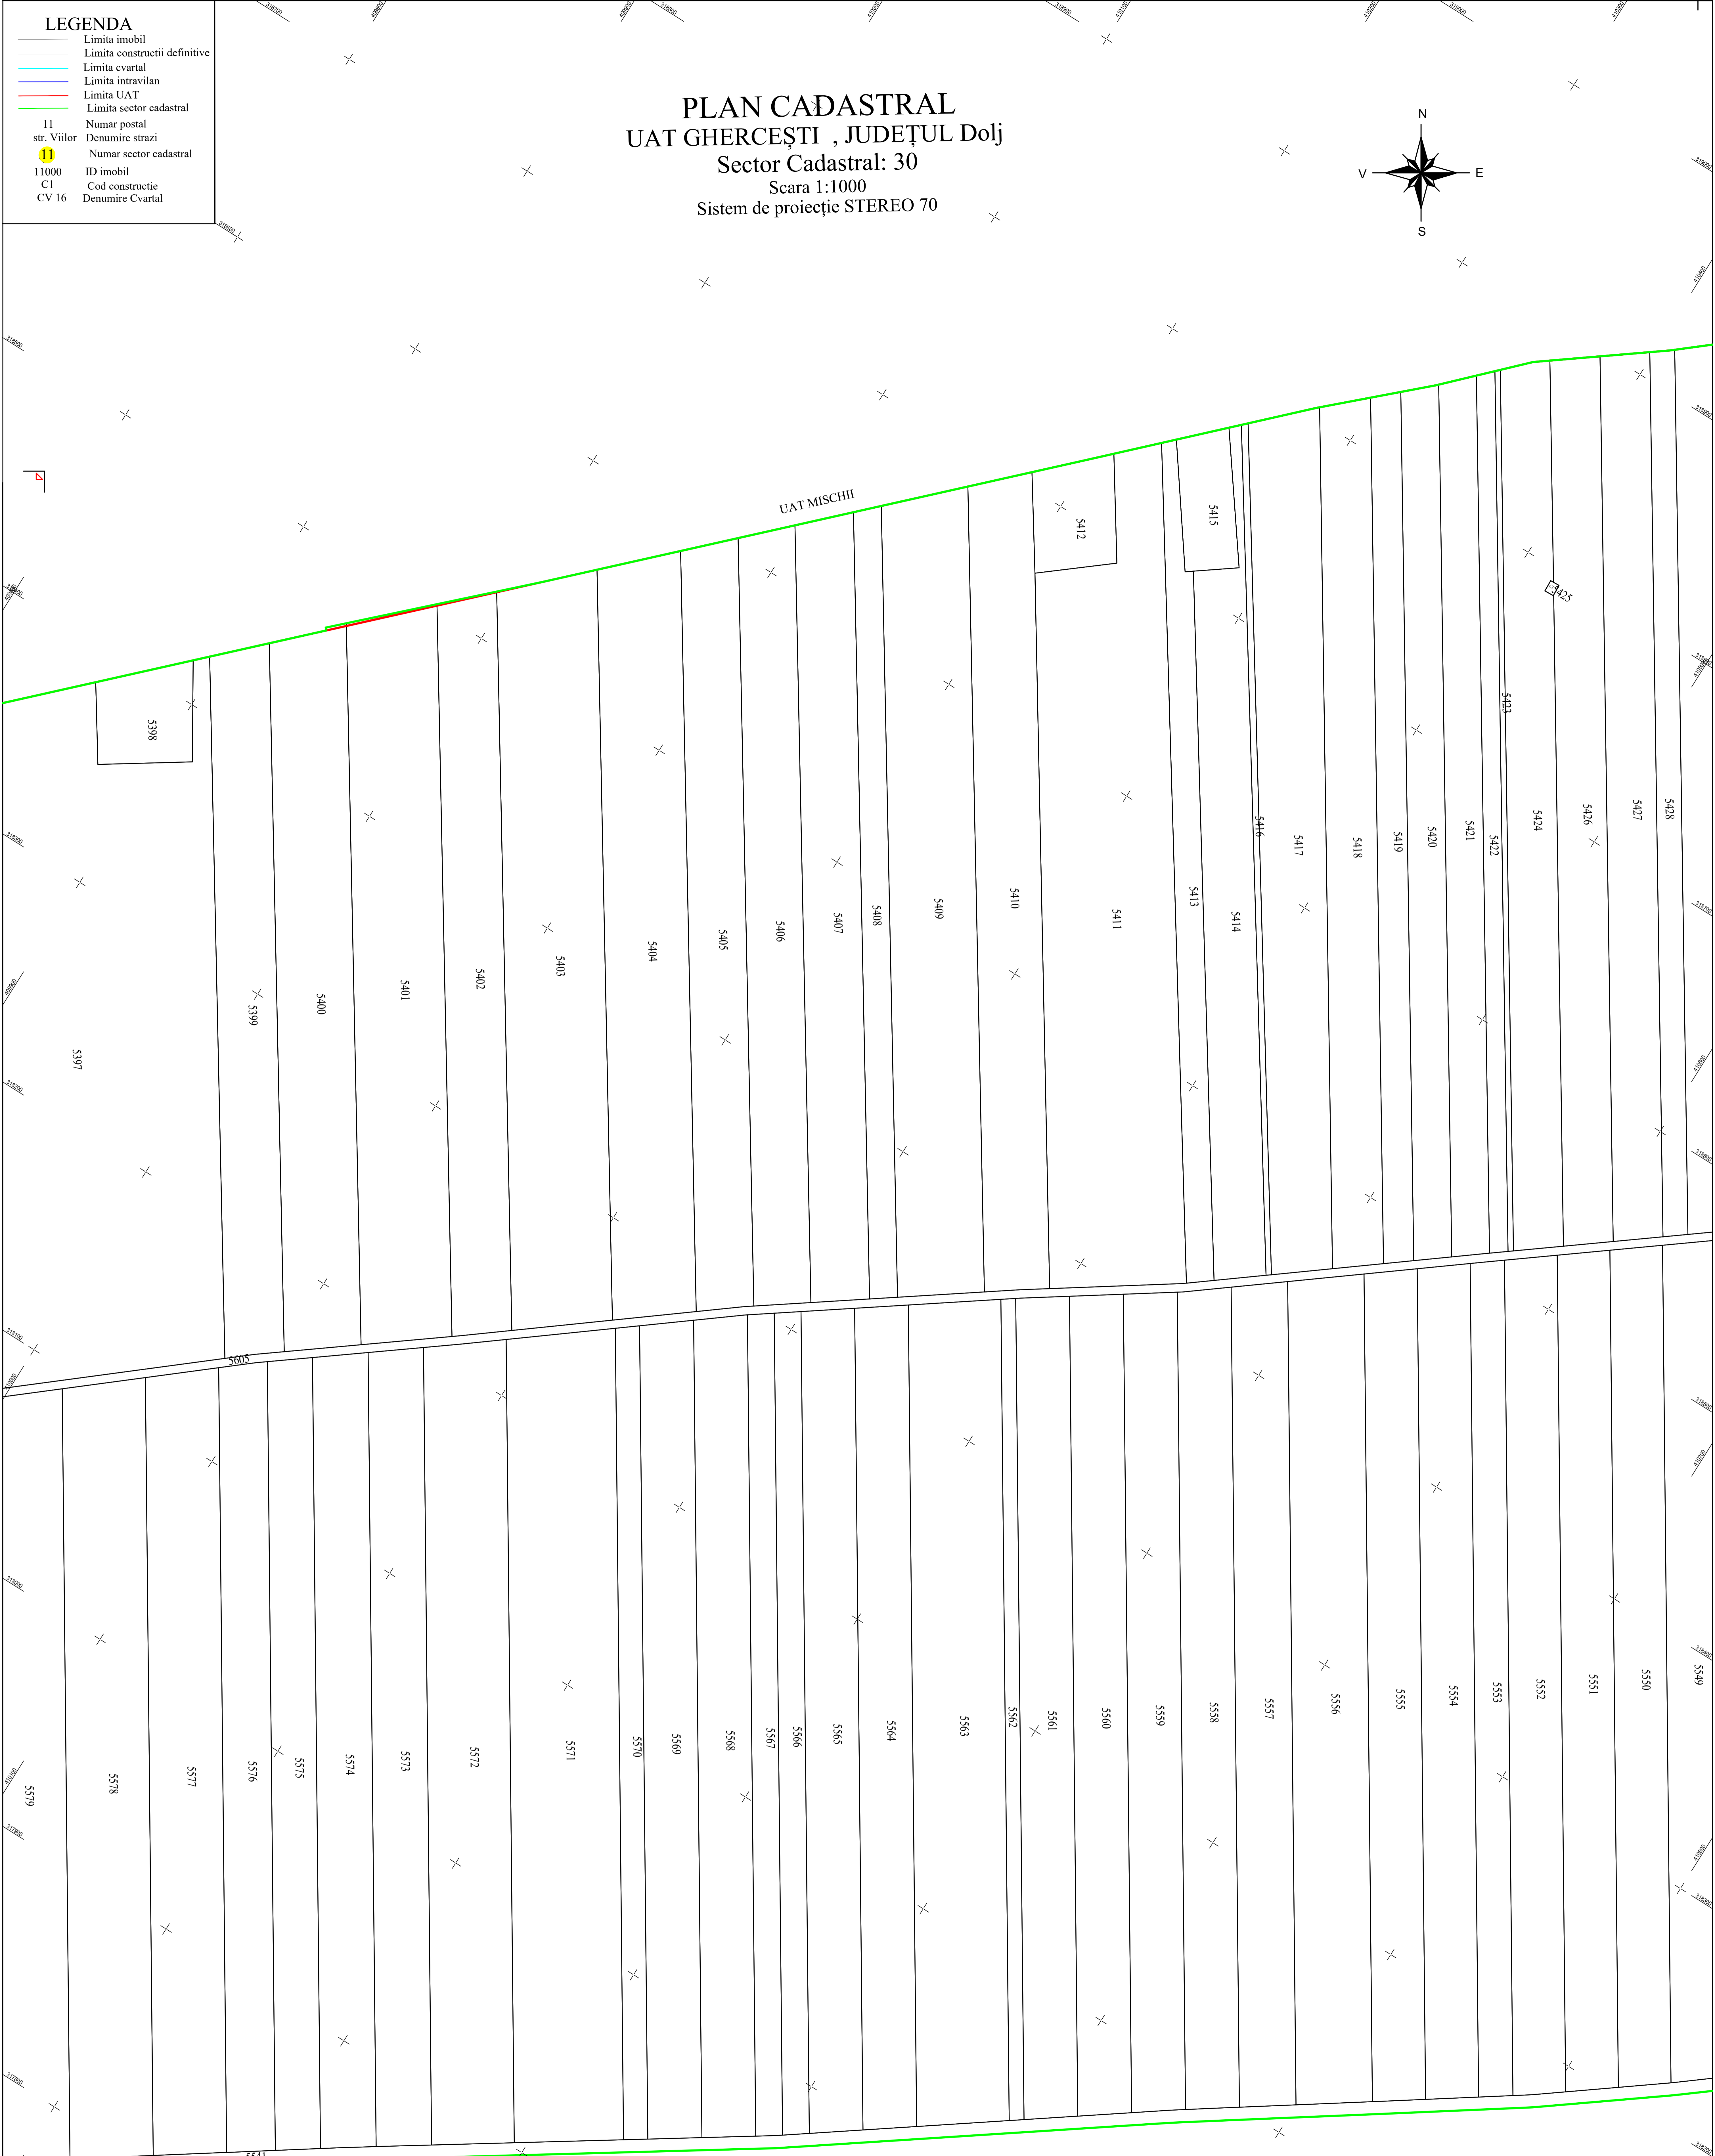 LEGENDA
Limita imobil
Limita constructii definitive
Limita cvartal
Limita intravilan
Limita UAT
Limita sector cadastral
11 Numar postal
str. Viilor Denumire strazi
11 Numar sector cadastral
11000 ID imobil
C1 Cod constructie
CV 16 Denumire Cvartal
PLAN CADASTRAL
UAT GHERCEȘTI , JUDEȚUL Dolj
Sector Cadastral: 30
Scara 1:1000
Sistem de proiecție STEREO 70
N
V E
S
UAT MISCHII
5397
5398
5399
5400
5401
5402
5403
5404
5405
5406
5407
5408
5409
5410
5411
5412
5413
5414
5415
5416
5417
5418
5419
5420
5421
5422
5423
5424
5425
5426
5427
5428
5605
5579
5578
5577
5576
5575
5574
5573
5572
5571
5570
5569
5568
5567
5566
5565
5564
5563
5562
5561
5560
5559
5558
5557
5556
5555
5554
5553
5552
5551
5550
5549
5541